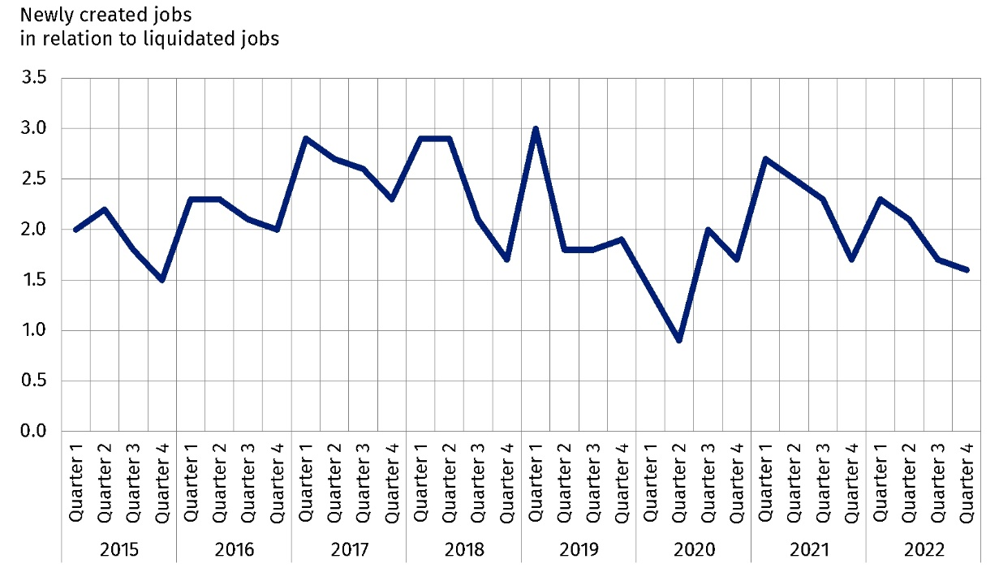 Newly created jobs
in relation to liquidated jobs
3.5
3.0
2.5
2.0
1.5
1.0
0.5
0.0
Quarter 1
Quarter 2
Quarter 3
Quarter 4
Quarter 1
Quarter 2
Quarter 3
Quarter 4
Quarter 1
Quarter 2
Quarter 3
Quarter 4
Quarter 1
Quarter 2
Quarter 3
Quarter 4
Quarter 1
Quarter 2
Quarter 3
Quarter 4
Quarter 1
Quarter 2
Quarter 3
Quarter 4
Quarter 1
Quarter 2
Quarter 3
Quarter 4
Quarter 1
Quarter 2
Quarter 3
Quarter 4
2015 2016 2017 2018 2019 2020 2021 2022